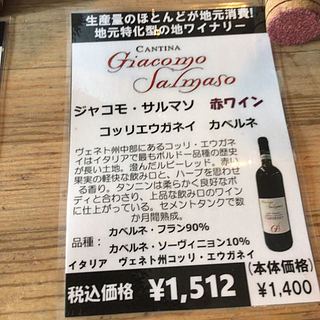 生産量のほとんどが地元消費!
地元特化型の地ワイナリー
CANTINA
Giacomo
Salmaso
ジャコモ・サルマソ 赤ワイン
コッリエウガネイ カベルネ
ヴェネト州中部にあるコッリ・エウガネ
イはイタリアで最もボルドー品種の歴史
が長い土地。澄んだルビーレッド。赤い
果実の軽快な飲み口と、ハーブを思わせ
る香り。タンニンは柔らかく良好なボ
ディと合わさり、上品な飲み口のワイン
に仕上がっている。セメントタンクで数
か月間熟成。
品種： カベルネ・フラン90%
カベルネ・ソーヴィニヨン10%
イタリア ヴェネト州コッリ・エウガネイ
税込価格 ¥1,512
(本体価格)
¥1,400